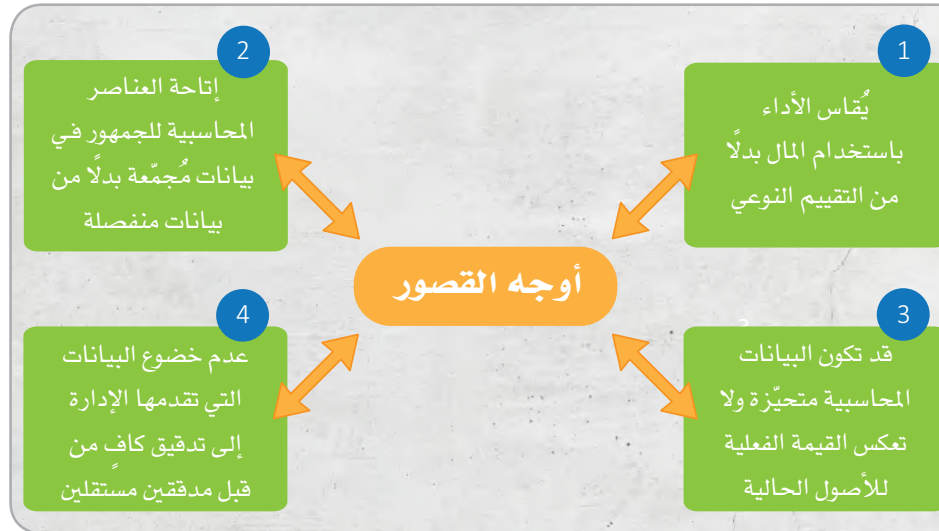 1
يُقاس الأداء
باستخدام المال بدلًا
من التقييم النوعي
2
إتاحة العناصر
المحاسبية للجمهور في
بيانات مُجمّعة بدلًا من
بيانات منفصلة
أوجه القصور
3
قد تكون البيانات
المحاسبية متحيّزة ولا
تعكس القيمة الفعلية
للأصول الحالية
4
عدم خضوع البيانات
التي تقدمها الإدارة
إلى تدقيق كافٍ من
قبل مدققين مستقلين